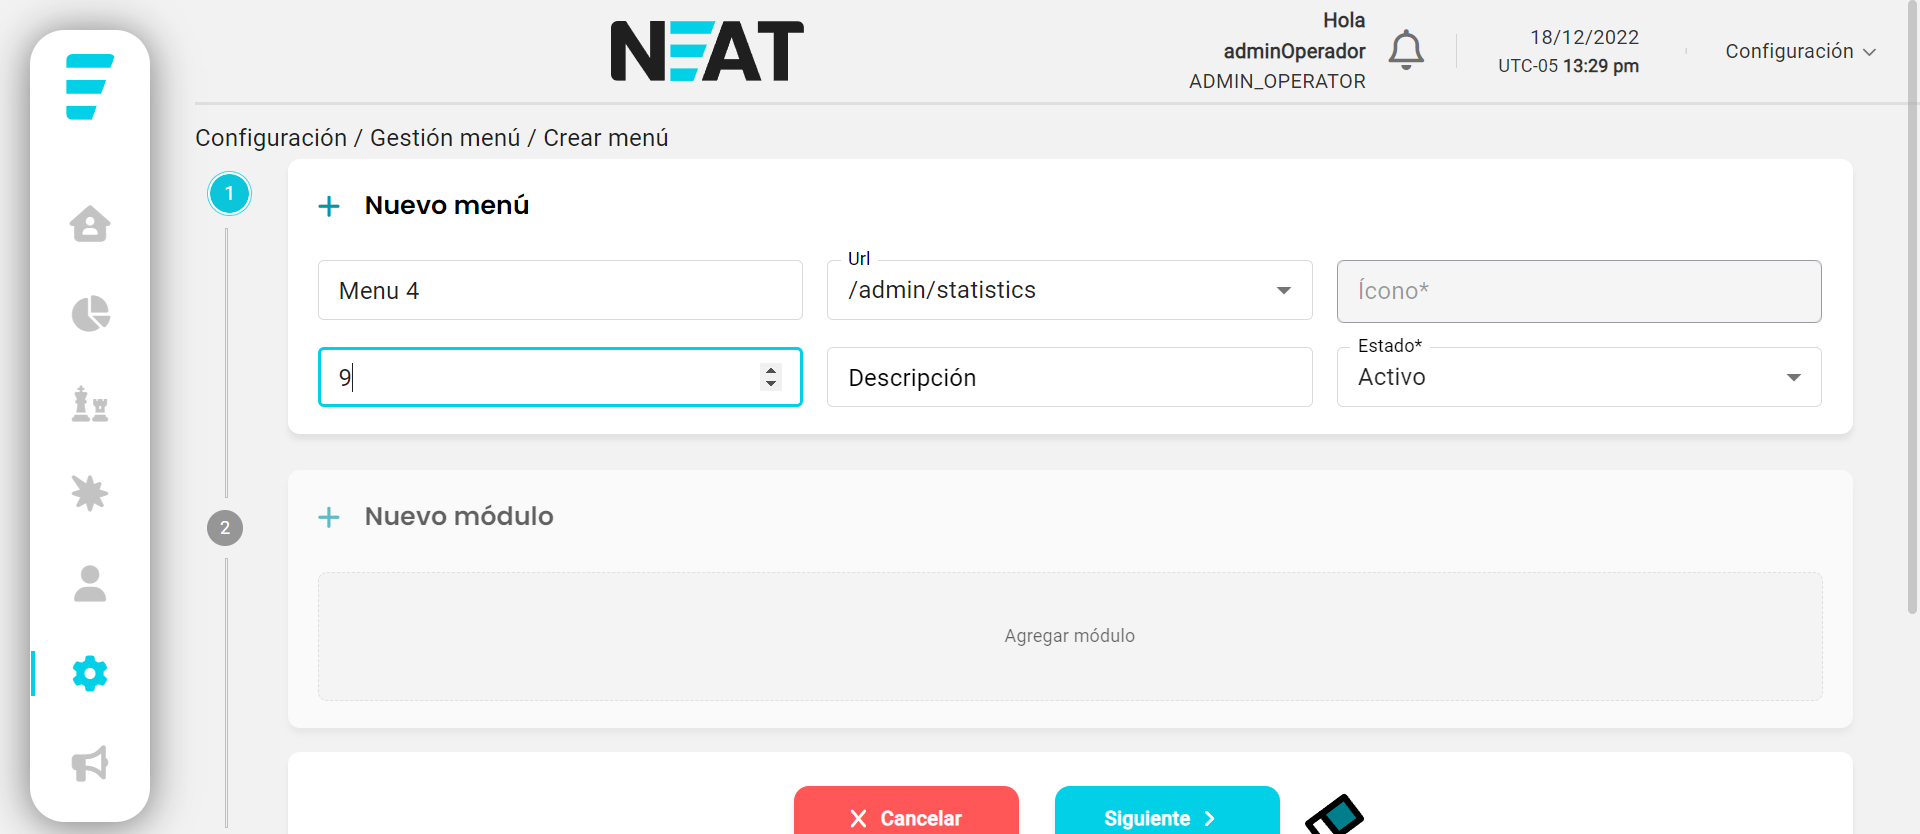 NEAT
Hola
adminOperador
ADMIN_OPERATOR
18/12/2022
UTC-05 13:29 pm
Configuración
Configuración / Gestión menú / Crear menú
1
Nuevo menú
Menu 4
Url
/admin/statistics
Ícono*
9
Descripción
Estado*
Activo
2
Nuevo módulo
Agregar módulo
Cancelar
Siguiente